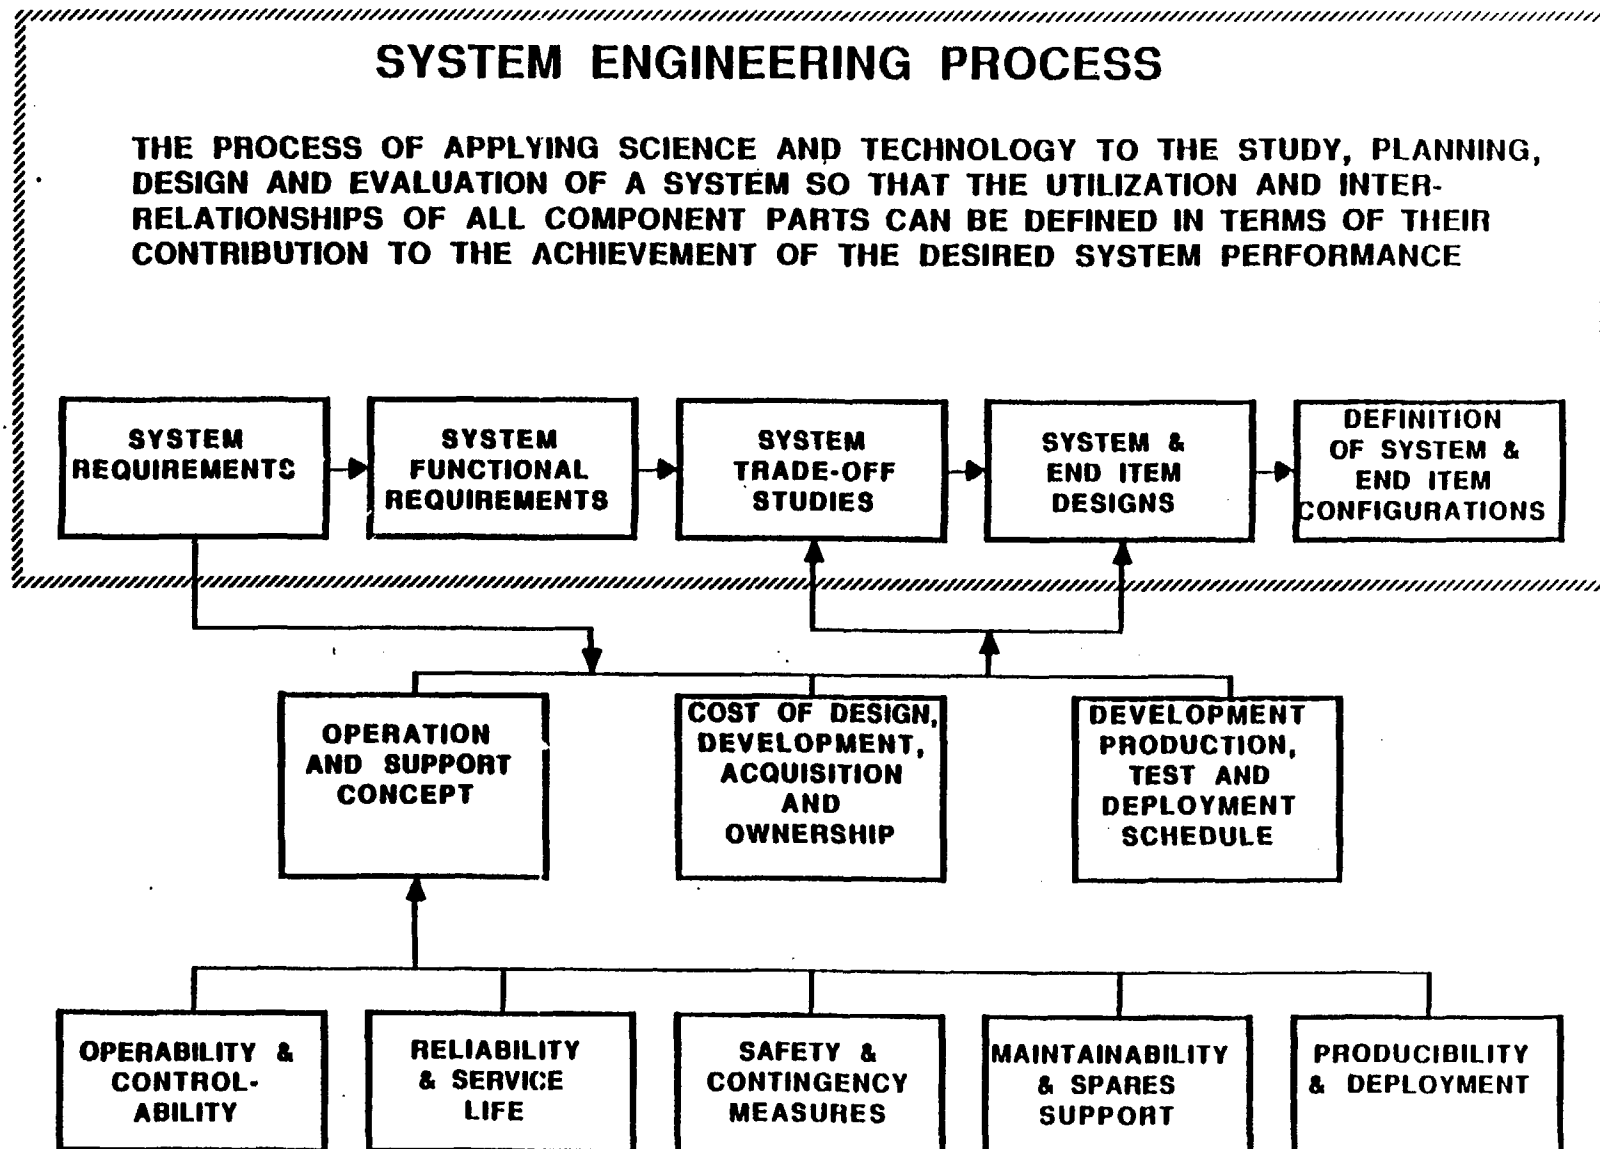 SYSTEM ENGINEERING PROCESS
THE PROCESS OF APPLYING SCIENCE AND TECHNOLOGY TO THE STUDY, PLANNING,
DESIGN AND EVALUATION OF A SYSTEM SO THAT THE UTILIZATION AND INTER-
RELATIONSHIPS OF ALL COMPONENT PARTS CAN BE DEFINED IN TERMS OF THEIR
CONTRIBUTION TO THE ACHIEVEMENT OF THE DESIRED SYSTEM PERFORMANCE
SYSTEM
REQUIREMENTS
SYSTEM
FUNCTIONAL
REQUIREMENTS
SYSTEM
TRADE-OFF
STUDIES
SYSTEM &
END ITEM
DESIGNS
DEFINITION
OF SYSTEM &
END ITEM
CONFIGURATIONS
OPERATION
AND SUPPORT
CONCEPT
COST OF DESIGN,
DEVELOPMENT,
ACQUISITION
AND
OWNERSHIP
DEVELOPMENT
PRODUCTION,
TEST AND
DEPLOYMENT
SCHEDULE
OPERABILITY &
CONTROL-
ABILITY
RELIABILITY
& SERVICE
LIFE
SAFETY &
CONTINGENCY
MEASURES
MAINTAINABILITY
& SPARES
SUPPORT
PRODUCIBILITY
& DEPLOYMENT